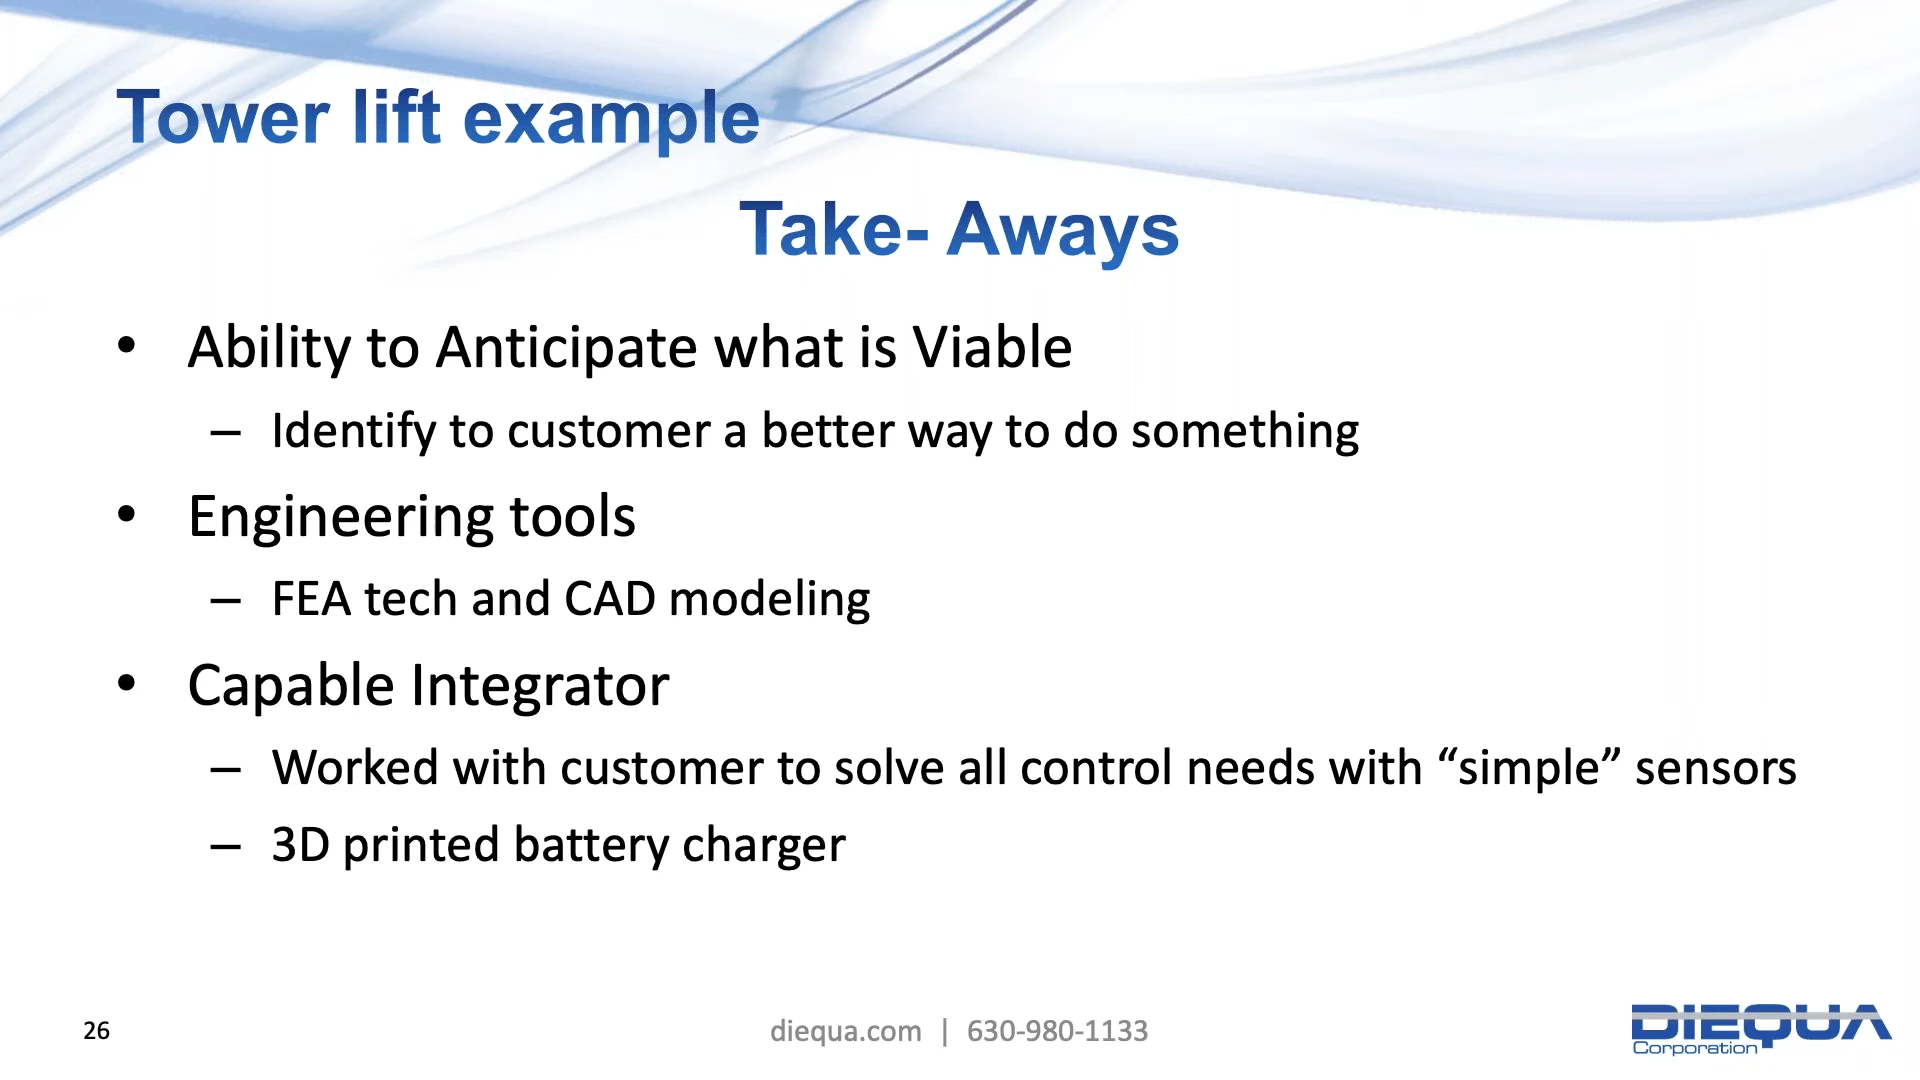 Tower lift example
Take- Aways
• Ability to Anticipate what is Viable
– Identify to customer a better way to do something
• Engineering tools
– FEA tech and CAD modeling
• Capable Integrator
– Worked with customer to solve all control needs with “simple” sensors
– 3D printed battery charger
26
diequa.com | 630-980-1133
DIEQUA
Corporation